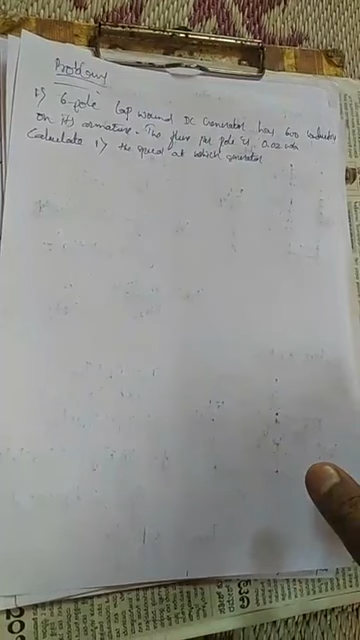 Problems
1) 6-pole lap wound DC Generator has 600 conductors
on its armature. The flux per pole is 0.02 wb
Calculate 1) the speed at which generator